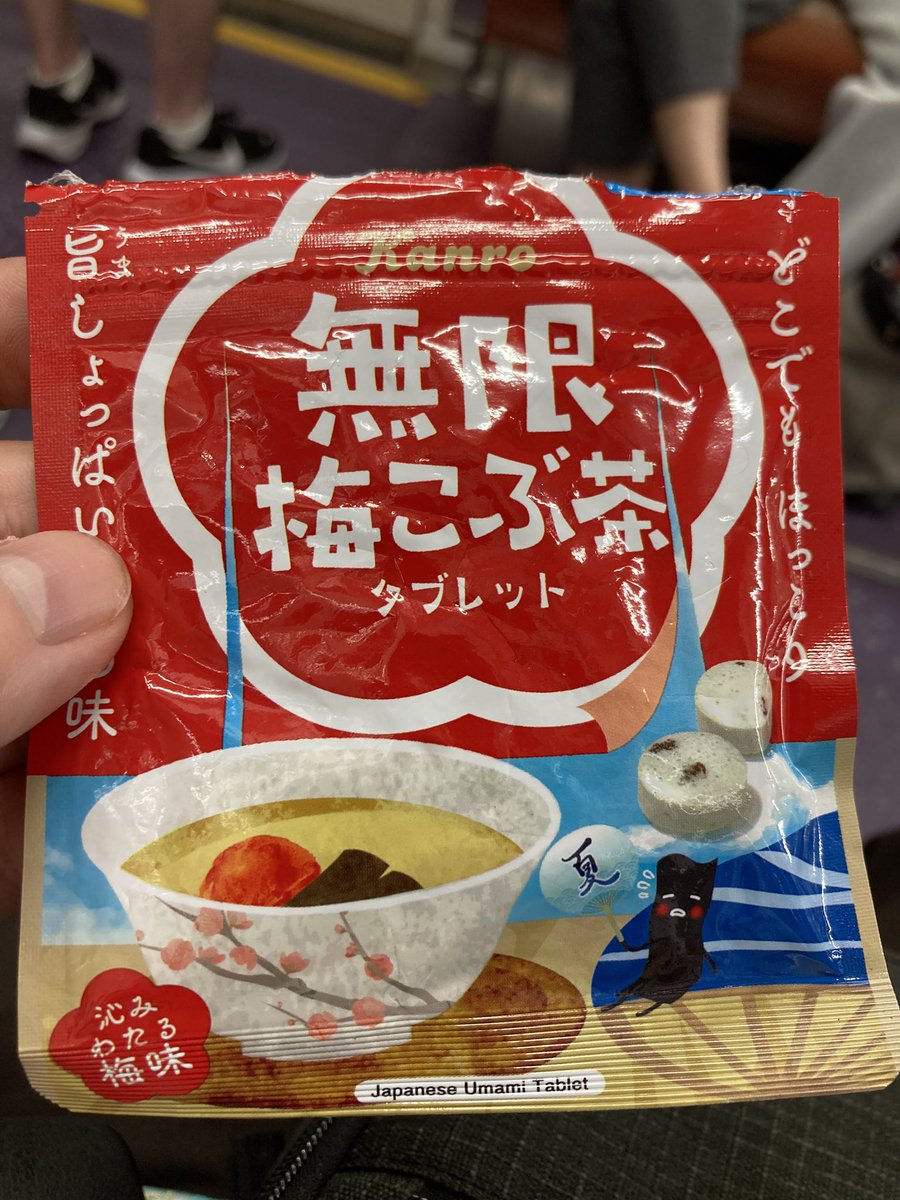 Kanro
無限
梅こぶ茶
タブレット
どこでもほっこり
うま
旨しょっぱい
味
夏
沁み
わたる
梅味
Japanese Umami Tablet